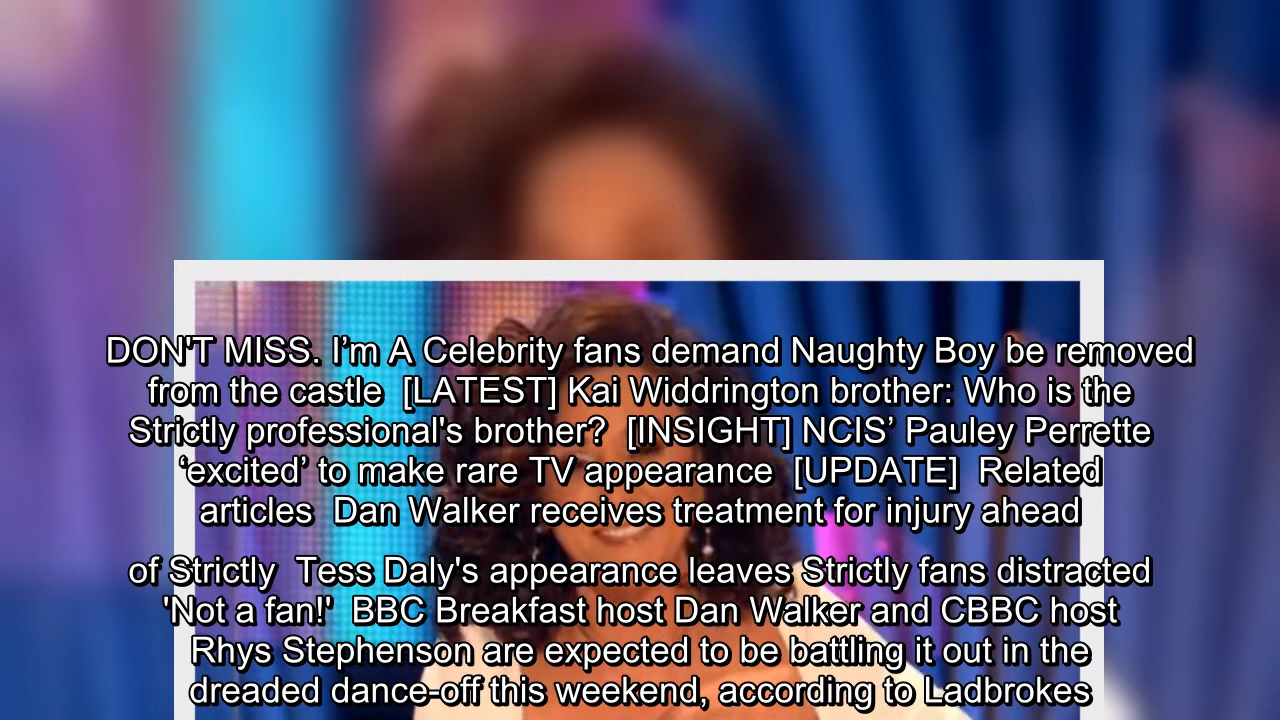 DON'T MISS. I’m A Celebrity fans demand Naughty Boy be removed
from the castle [LATEST] Kai Widdrington brother: Who is the
Strictly professional's brother? [INSIGHT] NCIS’ Pauley Perrette
‘excited’ to make rare TV appearance [UPDATE] Related
articles Dan Walker receives treatment for injury ahead
of Strictly Tess Daly's appearance leaves Strictly fans distracted
'Not a fan!' BBC Breakfast host Dan Walker and CBBC host
Rhys Stephenson are expected to be battling it out in the
dreaded dance-off this weekend, according to Ladbrokes